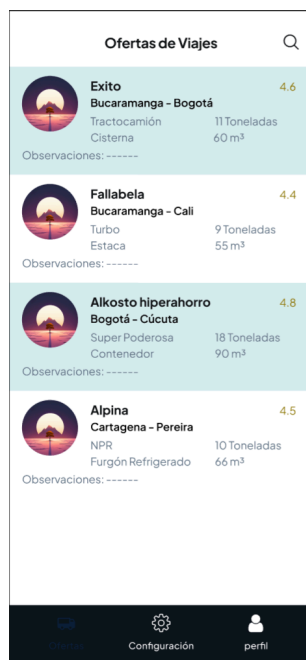 Ofertas de Viajes
Exito 4.6
Bucaramanga - Bogotá
Tractocamión 11 Toneladas
Cisterna 60 m³
Observaciones: ------
Fallabela 4.4
Bucaramanga - Cali
Turbo 9 Toneladas
Estaca 55 m³
Observaciones: ------
Alkosto hiperahorro 4.8
Bogotá - Cúcuta
Super Poderosa 18 Toneladas
Contenedor 90 m³
Observaciones: ------
Alpina 4.5
Cartagena - Pereira
NPR 10 Toneladas
Furgón Refrigerado 66 m³
Observaciones: ------
Ofertas Configuración perfil